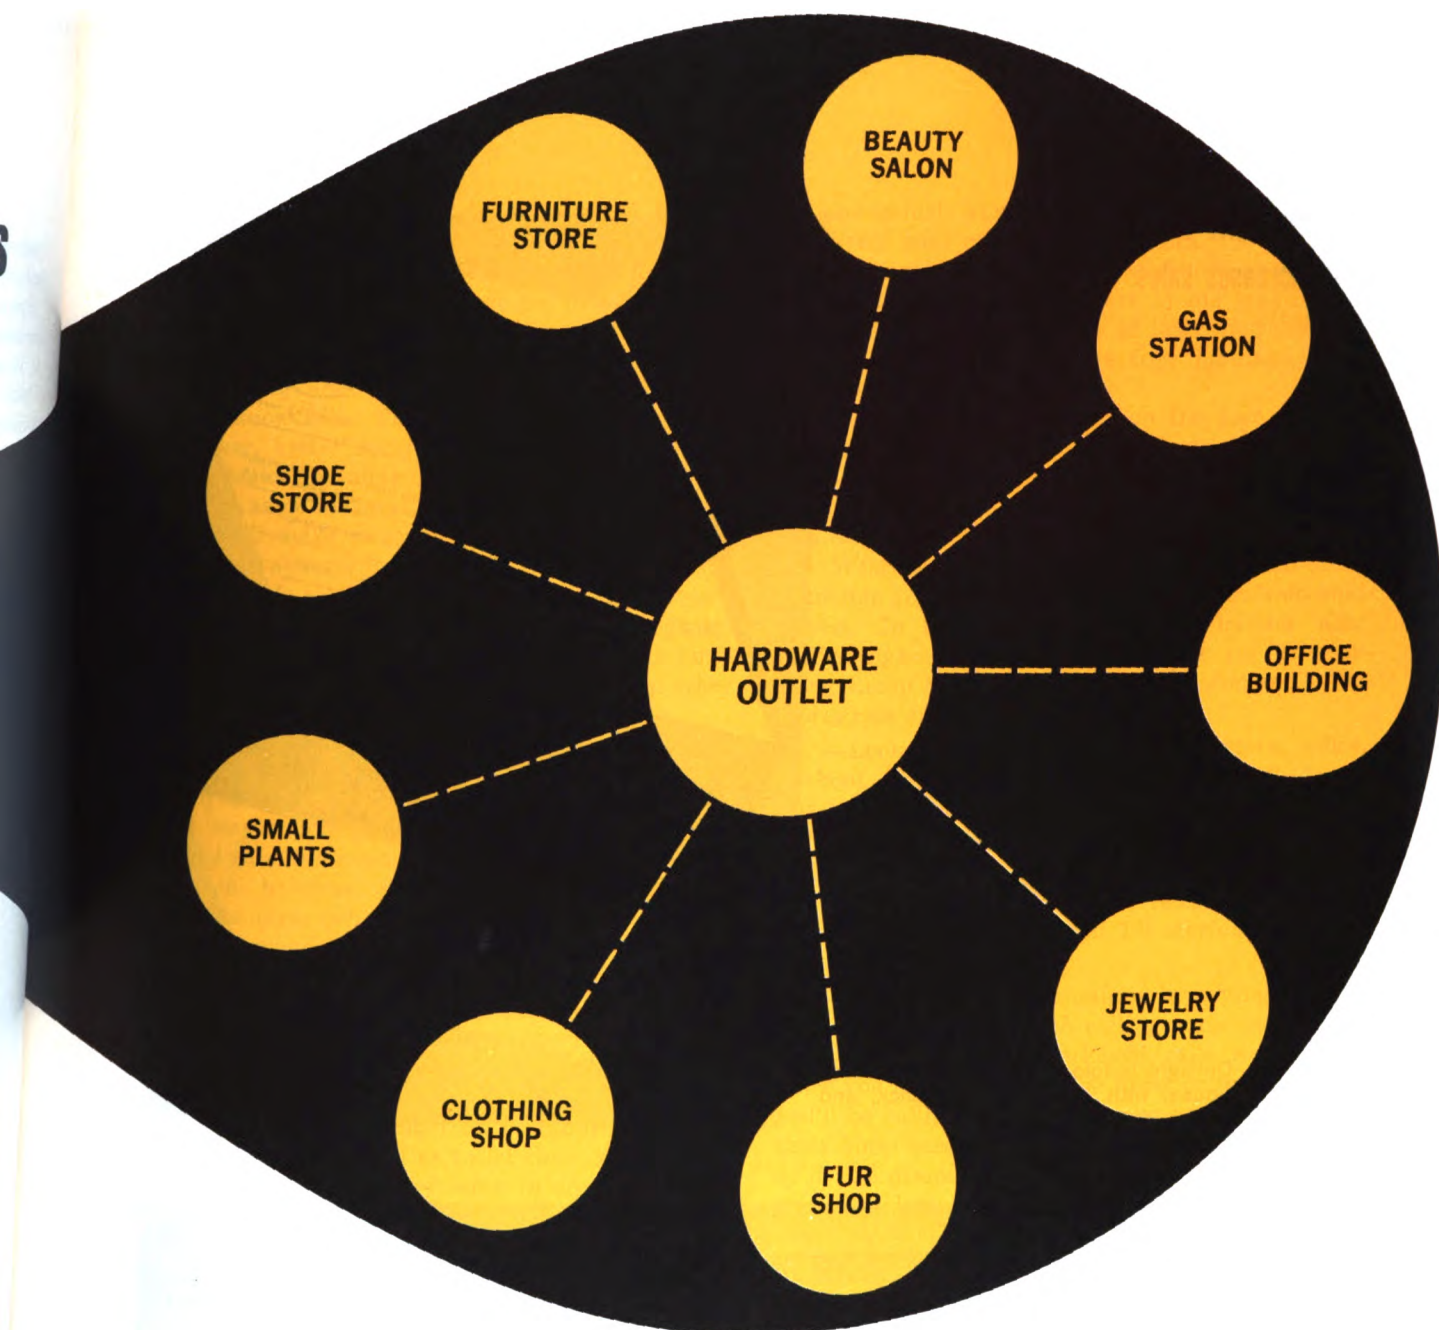 S
BEAUTY
SALON
FURNITURE
STORE
GAS
STATION
SHOE
STORE
HARDWARE
OUTLET
OFFICE
BUILDING
SMALL
PLANTS
JEWELRY
STORE
CLOTHING
SHOP
FUR
SHOP